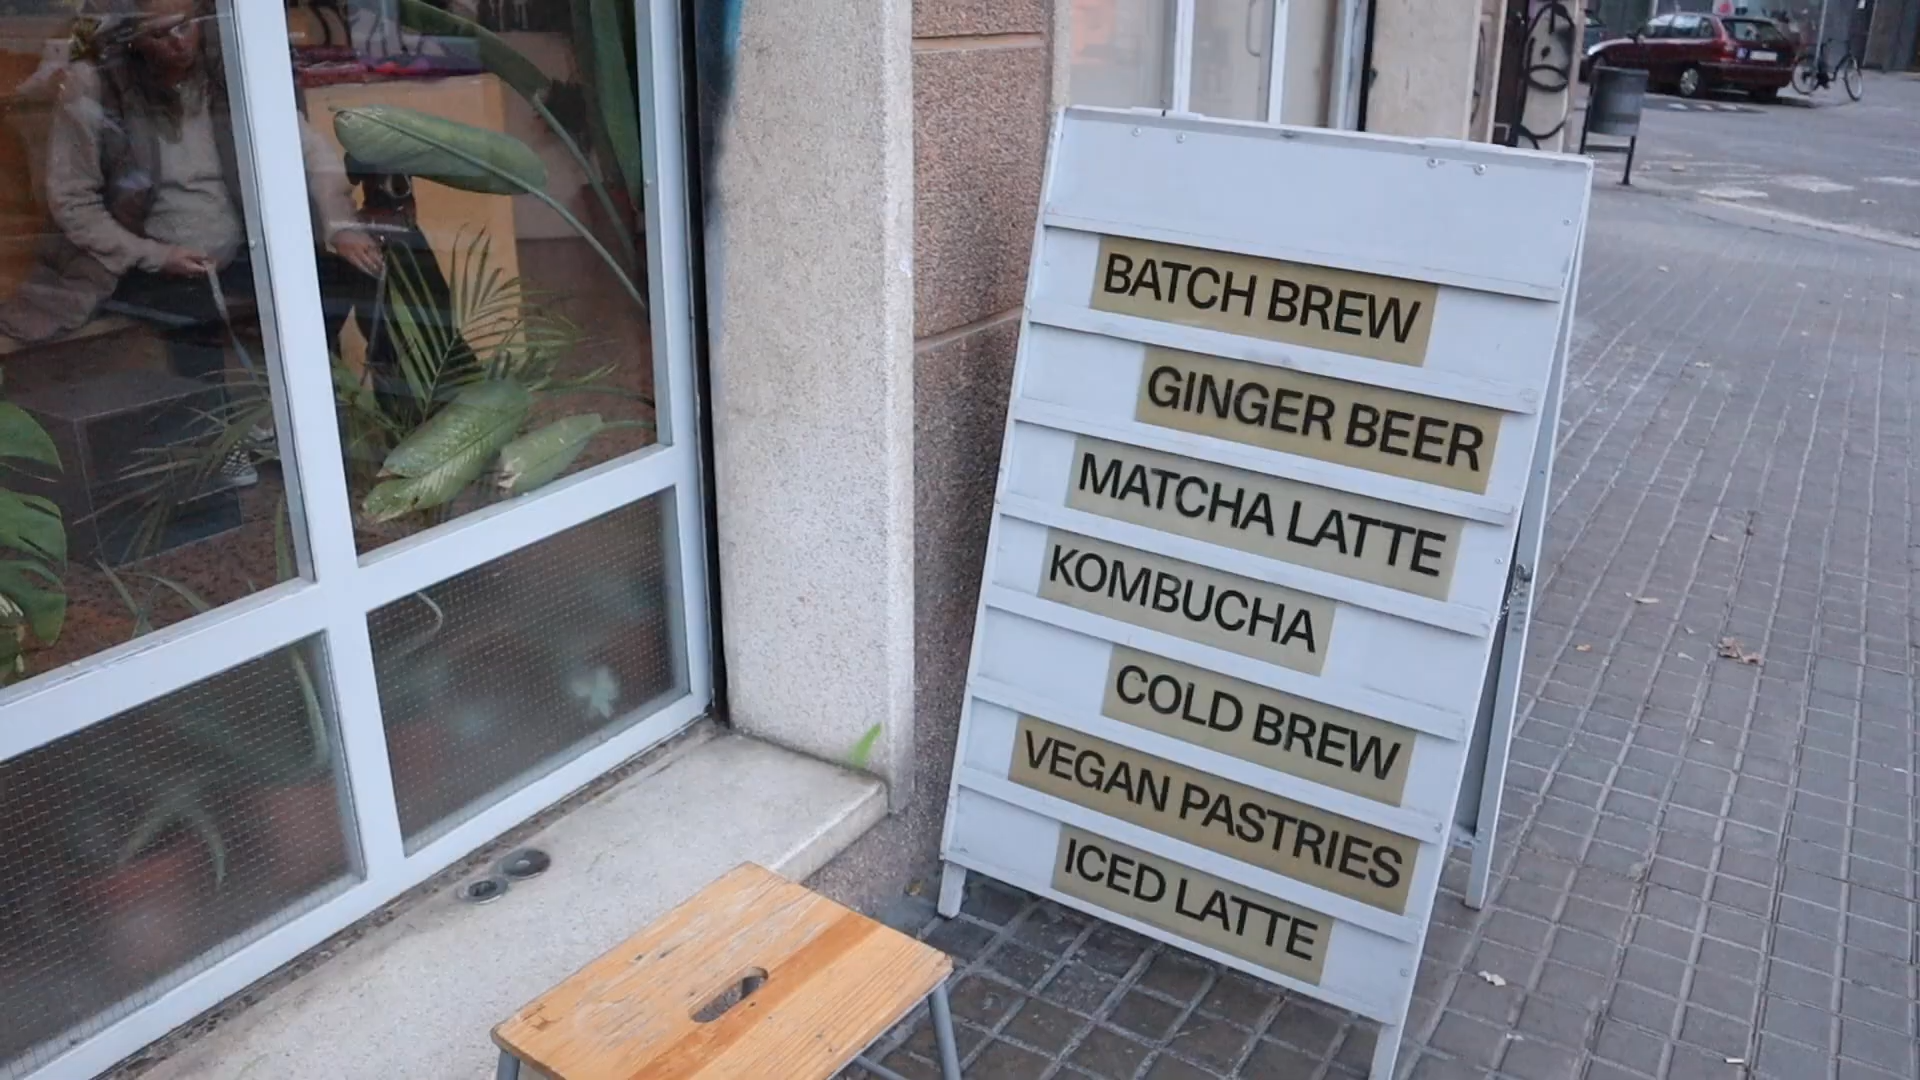 BATCH BREW
GINGER BEER
MATCHA LATTE
KOMBUCHA
COLD BREW
VEGAN PASTRIES
ICED LATTE